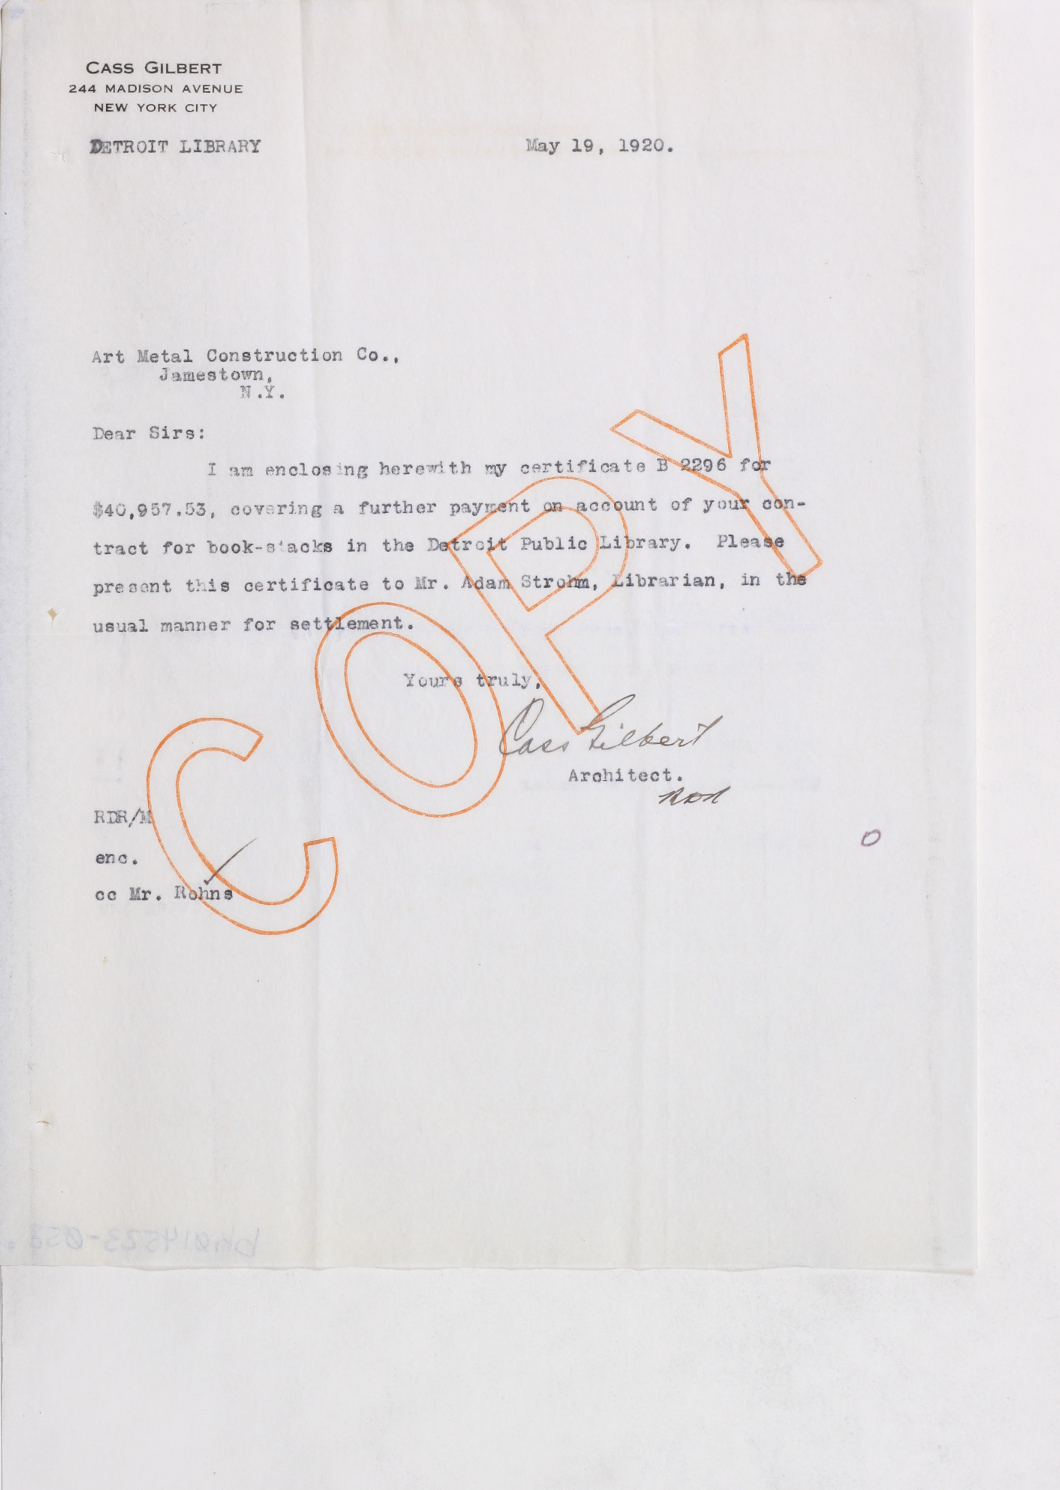 CASS GILBERT
244 MADISON AVENUE
NEW YORK CITY
DETROIT LIBRARY May 19, 1920.
Art Metal Construction Co.,
Jamestown,
N.Y.
Dear Sirs:
I am enclosing herewith my certificate B 2296 for
$40,957.53, covering a further payment on account of your con-
tract for book-stacks in the Detroit Public Library. Please
present this certificate to Mr. Adam Strohm, Librarian, in the
usual manner for settlement.
Yours truly,
Cass Gilbert
Architect.
RDR
RDR/M
enc.
cc Mr. Rohns
COPY